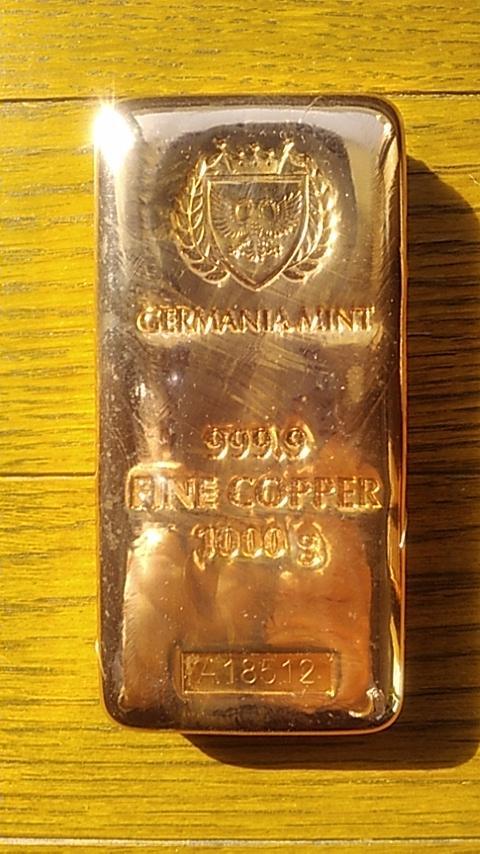 GERMANIA MINT
999.9
FINE COPPER
1000 g
A18512